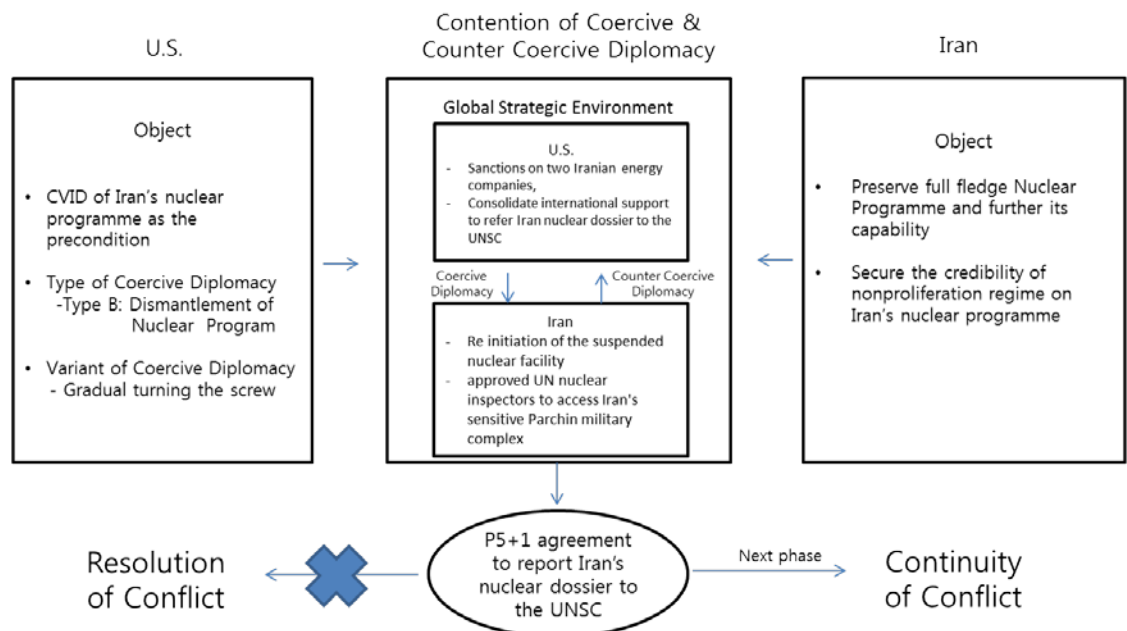 U.S.
Contention of Coercive &
Counter Coercive Diplomacy
Iran
Object
• CVID of Iran's nuclear
programme as the
precondition
• Type of Coercive Diplomacy
-Type B: Dismantlement of
Nuclear Program
• Variant of Coercive Diplomacy
- Gradual turning the screw
Global Strategic Environment
U.S.
- Sanctions on two Iranian energy
companies,
- Consolidate international support
to refer Iran nuclear dossier to the
UNSC
Coercive
Diplomacy
Counter Coercive
Diplomacy
Iran
- Re initiation of the suspended
nuclear facility
- approved UN nuclear
inspectors to access Iran's
sensitive Parchin military
complex
Object
• Preserve full fledge Nuclear
Programme and further its
capability
• Secure the credibility of
nonproliferation regime on
Iran's nuclear programme
Resolution
of Conflict
P5+1 agreement
to report Iran's
nuclear dossier to
the UNSC
Next phase
Continuity
of Conflict